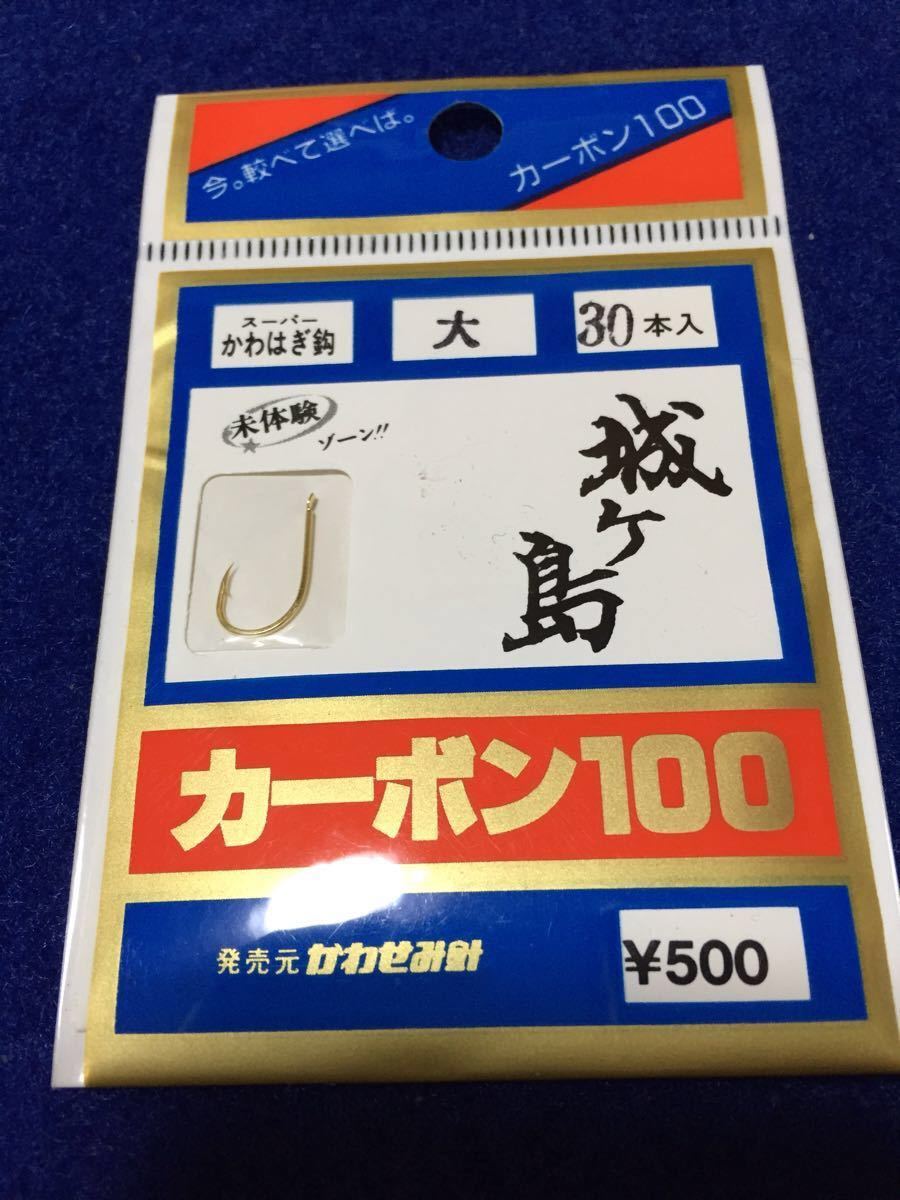 今。較べて選べば。
カーボン100
スーパー
かわはぎ鈎
大
30本入
未体験
ゾーン!!
城ヶ島
カーボン100
発売元 かわせみ針
¥500